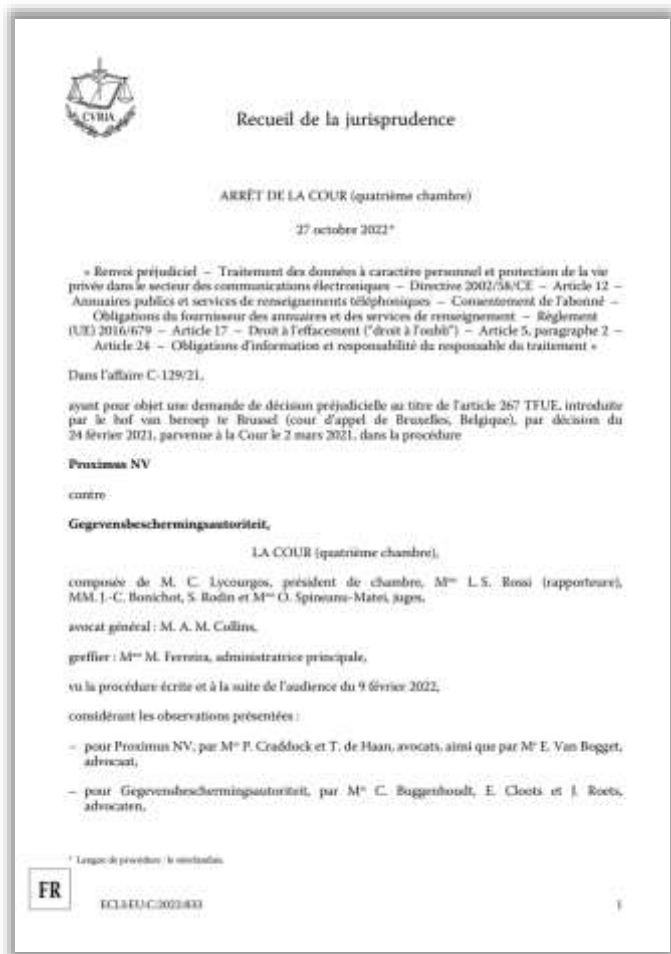 CVRIA
Recueil de la jurisprudence
ARRÊT DE LA COUR (quatrième chambre)
27 octobre 2022*
« Renvoi préjudiciel – Traitement des données à caractère personnel et protection de la vie
privée dans le secteur des communications électroniques – Directive 2002/58/CE – Article 12 –
Annuaires publics et services de renseignements téléphoniques – Consentement de l'abonné –
Obligations du fournisseur des annuaires et des services de renseignement – Règlement
(UE) 2016/679 – Article 17 – Droit à l'effacement ("droit à l'oubli") – Article 5, paragraphe 2 –
Article 24 – Obligations d'information et responsabilité du responsable du traitement »
Dans l'affaire C-129/21,
ayant pour objet une demande de décision préjudicielle au titre de l'article 267 TFUE, introduite
par le hof van beroep te Brussel (cour d'appel de Bruxelles, Belgique), par décision du
24 février 2021, parvenue à la Cour le 2 mars 2021, dans la procédure
Proximus NV
contre
Gegevensbeschermingsautoriteit,
LA COUR (quatrième chambre),
composée de M. C. Lycourgos, président de chambre, Mme L. S. Rossi (rapporteure),
MM. J.-C. Bonichot, S. Rodin et Mme O. Spineanu-Matei, juges,
avocat général : M. A. M. Collins,
greffier : Mme M. Ferreira, administratrice principale,
vu la procédure écrite et à la suite de l'audience du 9 février 2022,
considérant les observations présentées :
– pour Proximus NV, par Mes P. Craddock et T. de Haan, avocats, ainsi que par Me E. Van Bogget,
advocaat,
– pour Gegevensbeschermingsautoriteit, par Mes C. Buggenhoudt, E. Cloots et J. Roets,
advocaten,
* Langue de procédure : le néerlandais.
FR
ECLI:EU:C:2022:833 1